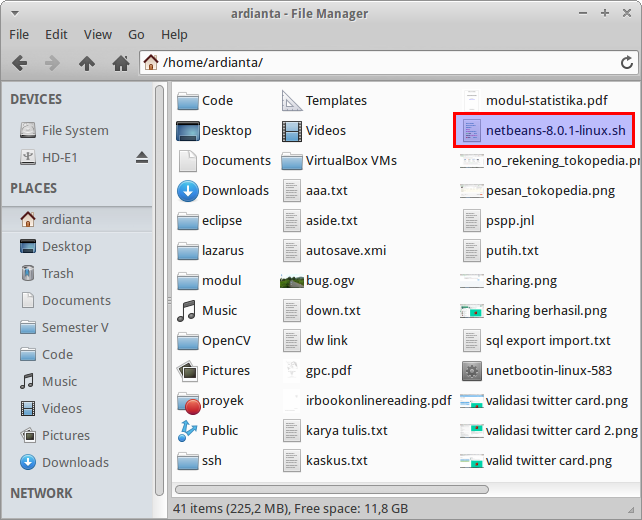 ardianta - File Manager
File Edit View Go Help
/home/ardianta/
DEVICES
File System
HD-E1
PLACES
ardianta
Desktop
Trash
Documents
Semester V
Code
Music
Videos
Pictures
Downloads
NETWORK
Code
Desktop
Documents
Downloads
eclipse
lazarus
modul
Music
OpenCV
Pictures
proyek
Public
ssh
Templates
Videos
VirtualBox VMs
aaa.txt
aside.txt
autosave.xmi
bug.ogv
down.txt
dw link
gpc.pdf
irbookonlinereading.pdf
karya tulis.txt
kaskus.txt
modul-statistika.pdf
netbeans-8.0.1-linux.sh
no_rekening_tokopedia.pn
pesan_tokopedia.png
pspp.jnl
putih.txt
sharing.png
sharing berhasil.png
sql export import.txt
unetbootin-linux-583
validasi twitter card.png
validasi twitter card 2.png
valid twitter card.png
41 items (225,2 MB), Free space: 11,8 GB